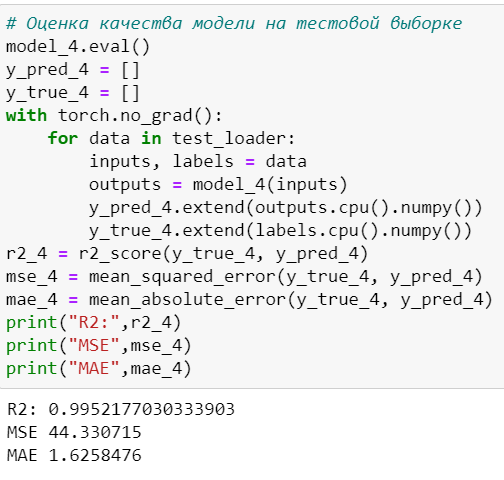 # Оценка качества модели на тестовой выборке
model_4.eval()
y_pred_4 = []
y_true_4 = []
with torch.no_grad():
    for data in test_loader:
        inputs, labels = data
        outputs = model_4(inputs)
        y_pred_4.extend(outputs.cpu().numpy())
        y_true_4.extend(labels.cpu().numpy())
r2_4 = r2_score(y_true_4, y_pred_4)
mse_4 = mean_squared_error(y_true_4, y_pred_4)
mae_4 = mean_absolute_error(y_true_4, y_pred_4)
print("R2:",r2_4)
print("MSE",mse_4)
print("MAE",mae_4)
R2: 0.9952177030333903
MSE 44.330715
MAE 1.6258476